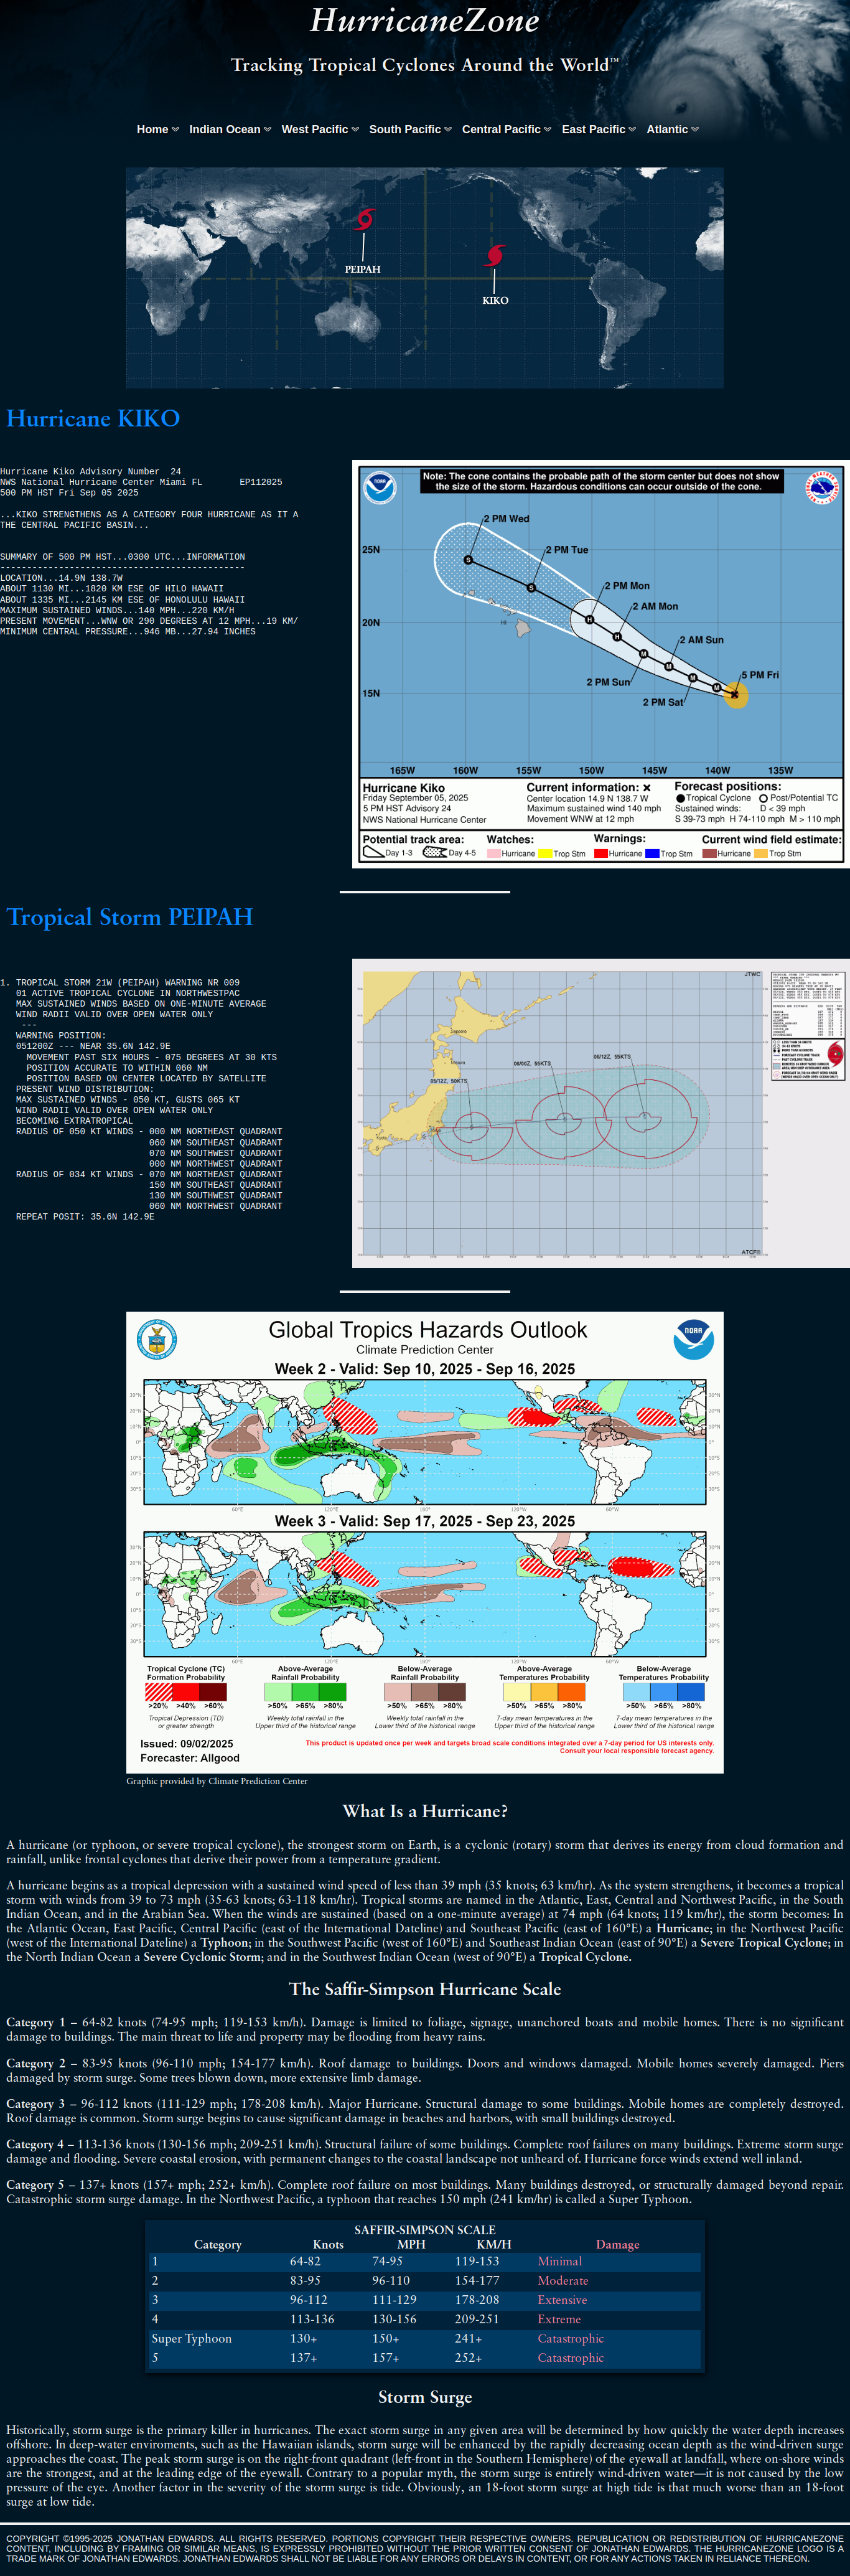 HurricaneZone
Tracking Tropical Cyclones Around the World™
Home Indian Ocean West Pacific South Pacific Central Pacific East Pacific Atlantic
PEIPAH
KIKO
Hurricane KIKO
Hurricane Kiko Advisory Number 24
NWS National Hurricane Center Miami FL EP112025
500 PM HST Fri Sep 05 2025
...KIKO STRENGTHENS AS A CATEGORY FOUR HURRICANE AS IT A
THE CENTRAL PACIFIC BASIN...
SUMMARY OF 500 PM HST...0300 UTC...INFORMATION
----------------------------------------------
LOCATION...14.9N 138.7W
ABOUT 1130 MI...1820 KM ESE OF HILO HAWAII
ABOUT 1335 MI...2145 KM ESE OF HONOLULU HAWAII
MAXIMUM SUSTAINED WINDS...140 MPH...220 KM/H
PRESENT MOVEMENT...WNW OR 290 DEGREES AT 12 MPH...19 KM/
MINIMUM CENTRAL PRESSURE...946 MB...27.94 INCHES
Note: The cone contains the probable path of the storm center but does not show
the size of the storm. Hazardous conditions can occur outside of the cone.
2 PM Wed
25N
2 PM Tue
2 PM Mon
2 AM Mon
20N
HI
2 AM Sun
5 PM Fri
2 PM Sun
15N
2 PM Sat
165W 160W 155W 150W 145W 140W 135W
Hurricane Kiko
Friday September 05, 2025
5 PM HST Advisory 24
NWS National Hurricane Center
Current information: ×
Center location 14.9 N 138.7 W
Maximum sustained wind 140 mph
Movement WNW at 12 mph
Forecast positions:
Tropical Cyclone Post/Potential TC
Sustained winds: D < 39 mph
S 39-73 mph H 74-110 mph M > 110 mph
Potential track area:
Day 1-3 Day 4-5
Watches:
Hurricane Trop Stm
Warnings:
Hurricane Trop Stm
Current wind field estimate:
Hurricane Trop Stm
Tropical Storm PEIPAH
1. TROPICAL STORM 21W (PEIPAH) WARNING NR 009
01 ACTIVE TROPICAL CYCLONE IN NORTHWESTPAC
MAX SUSTAINED WINDS BASED ON ONE-MINUTE AVERAGE
WIND RADII VALID OVER OPEN WATER ONLY
---
WARNING POSITION:
051200Z --- NEAR 35.6N 142.9E
MOVEMENT PAST SIX HOURS - 075 DEGREES AT 30 KTS
POSITION ACCURATE TO WITHIN 060 NM
POSITION BASED ON CENTER LOCATED BY SATELLITE
PRESENT WIND DISTRIBUTION:
MAX SUSTAINED WINDS - 050 KT, GUSTS 065 KT
WIND RADII VALID OVER OPEN WATER ONLY
BECOMING EXTRATROPICAL
RADIUS OF 050 KT WINDS - 000 NM NORTHEAST QUADRANT
060 NM SOUTHEAST QUADRANT
070 NM SOUTHWEST QUADRANT
000 NM NORTHWEST QUADRANT
RADIUS OF 034 KT WINDS - 070 NM NORTHEAST QUADRANT
150 NM SOUTHEAST QUADRANT
130 NM SOUTHWEST QUADRANT
060 NM NORTHWEST QUADRANT
REPEAT POSIT: 35.6N 142.9E
JTWC
05/12Z, 50KTS
06/00Z, 55KTS
06/12Z, 55KTS
ATCF®
Global Tropics Hazards Outlook
Climate Prediction Center
NOAA
Week 2 - Valid: Sep 10, 2025 - Sep 16, 2025
30°N
20°N
10°N
0°
10°S
20°S
30°S
60°E 120°E 180° 120°W 60°W
Week 3 - Valid: Sep 17, 2025 - Sep 23, 2025
30°N
20°N
10°N
0°
10°S
20°S
30°S
60°E 120°E 180° 120°W 60°W
Tropical Cyclone (TC)
Formation Probability
>20% >40% >60%
Tropical Depression (TD)
or greater strength
Above-Average
Rainfall Probability
>50% >65% >80%
Weekly total rainfall in the
Upper third of the historical range
Below-Average
Rainfall Probability
>50% >65% >80%
Weekly total rainfall in the
Lower third of the historical range
Above-Average
Temperatures Probability
>50% >65% >80%
7-day mean temperatures in the
Upper third of the historical range
Below-Average
Temperatures Probability
>50% >65% >80%
7-day mean temperatures in the
Lower third of the historical range
Issued: 09/02/2025
Forecaster: Allgood
This product is updated once per week and targets broad scale conditions integrated over a 7-day period for US interests only.
Consult your local responsible forecast agency.
Graphic provided by Climate Prediction Center
What Is a Hurricane?
A hurricane (or typhoon, or severe tropical cyclone), the strongest storm on Earth, is a cyclonic (rotary) storm that derives its energy from cloud formation and
rainfall, unlike frontal cyclones that derive their power from a temperature gradient.
A hurricane begins as a tropical depression with a sustained wind speed of less than 39 mph (35 knots; 63 km/hr). As the system strengthens, it becomes a tropical
storm with winds from 39 to 73 mph (35-63 knots; 63-118 km/hr). Tropical storms are named in the Atlantic, East, Central and Northwest Pacific, in the South
Indian Ocean, and in the Arabian Sea. When the winds are sustained (based on a one-minute average) at 74 mph (64 knots; 119 km/hr), the storm becomes: In
the Atlantic Ocean, East Pacific, Central Pacific (east of the International Dateline) and Southeast Pacific (east of 160°E) a Hurricane; in the Northwest Pacific
(west of the International Dateline) a Typhoon; in the Southwest Pacific (west of 160°E) and Southeast Indian Ocean (east of 90°E) a Severe Tropical Cyclone; in
the North Indian Ocean a Severe Cyclonic Storm; and in the Southwest Indian Ocean (west of 90°E) a Tropical Cyclone.
The Saffir-Simpson Hurricane Scale
Category 1 – 64-82 knots (74-95 mph; 119-153 km/h). Damage is limited to foliage, signage, unanchored boats and mobile homes. There is no significant
damage to buildings. The main threat to life and property may be flooding from heavy rains.
Category 2 – 83-95 knots (96-110 mph; 154-177 km/h). Roof damage to buildings. Doors and windows damaged. Mobile homes severely damaged. Piers
damaged by storm surge. Some trees blown down, more extensive limb damage.
Category 3 – 96-112 knots (111-129 mph; 178-208 km/h). Major Hurricane. Structural damage to some buildings. Mobile homes are completely destroyed.
Roof damage is common. Storm surge begins to cause significant damage in beaches and harbors, with small buildings destroyed.
Category 4 – 113-136 knots (130-156 mph; 209-251 km/h). Structural failure of some buildings. Complete roof failures on many buildings. Extreme storm surge
damage and flooding. Severe coastal erosion, with permanent changes to the coastal landscape not unheard of. Hurricane force winds extend well inland.
Category 5 – 137+ knots (157+ mph; 252+ km/h). Complete roof failure on most buildings. Many buildings destroyed, or structurally damaged beyond repair.
Catastrophic storm surge damage. In the Northwest Pacific, a typhoon that reaches 150 mph (241 km/hr) is called a Super Typhoon.
SAFFIR-SIMPSON SCALE
Category Knots MPH KM/H Damage
1 64-82 74-95 119-153 Minimal
2 83-95 96-110 154-177 Moderate
3 96-112 111-129 178-208 Extensive
4 113-136 130-156 209-251 Extreme
Super Typhoon 130+ 150+ 241+ Catastrophic
5 137+ 157+ 252+ Catastrophic
Storm Surge
Historically, storm surge is the primary killer in hurricanes. The exact storm surge in any given area will be determined by how quickly the water depth increases
offshore. In deep-water enviroments, such as the Hawaiian islands, storm surge will be enhanced by the rapidly decreasing ocean depth as the wind-driven surge
approaches the coast. The peak storm surge is on the right-front quadrant (left-front in the Southern Hemisphere) of the eyewall at landfall, where on-shore winds
are the strongest, and at the leading edge of the eyewall. Contrary to a popular myth, the storm surge is entirely wind-driven water—it is not caused by the low
pressure of the eye. Another factor in the severity of the storm surge is tide. Obviously, an 18-foot storm surge at high tide is that much worse than an 18-foot
surge at low tide.
COPYRIGHT ©1995-2025 JONATHAN EDWARDS. ALL RIGHTS RESERVED. PORTIONS COPYRIGHT THEIR RESPECTIVE OWNERS. REPUBLICATION OR REDISTRIBUTION OF HURRICANEZONE
CONTENT, INCLUDING BY FRAMING OR SIMILAR MEANS, IS EXPRESSLY PROHIBITED WITHOUT THE PRIOR WRITTEN CONSENT OF JONATHAN EDWARDS. THE HURRICANEZONE LOGO IS A
TRADE MARK OF JONATHAN EDWARDS. JONATHAN EDWARDS SHALL NOT BE LIABLE FOR ANY ERRORS OR DELAYS IN CONTENT, OR FOR ANY ACTIONS TAKEN IN RELIANCE THEREON.